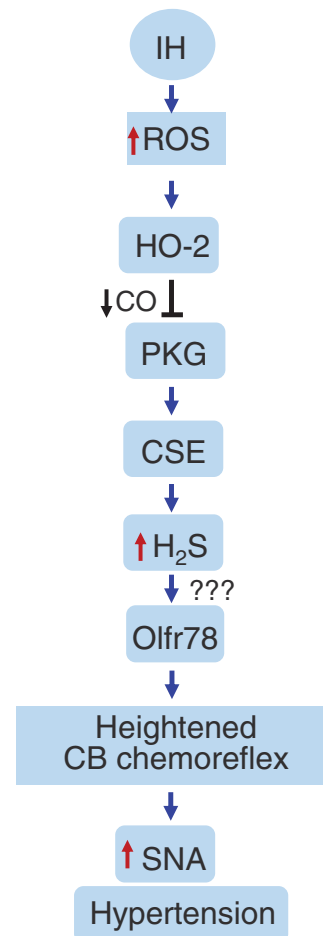 IH
↑ROS
HO-2
↓CO
PKG
CSE
↑H₂S
???
Olfr78
Heightened
CB chemoreflex
↑SNA
Hypertension